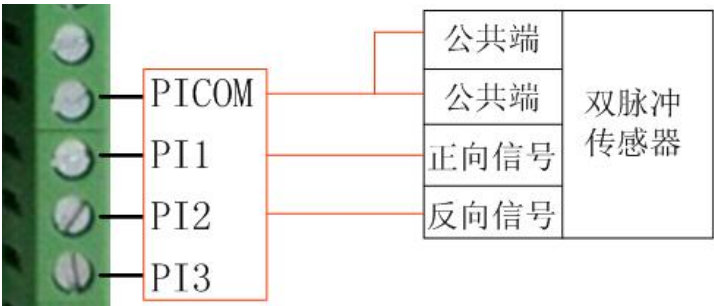 公共端
PICOM
公共端
双脉冲
传感器
PI1
正向信号
PI2
反向信号
PI3